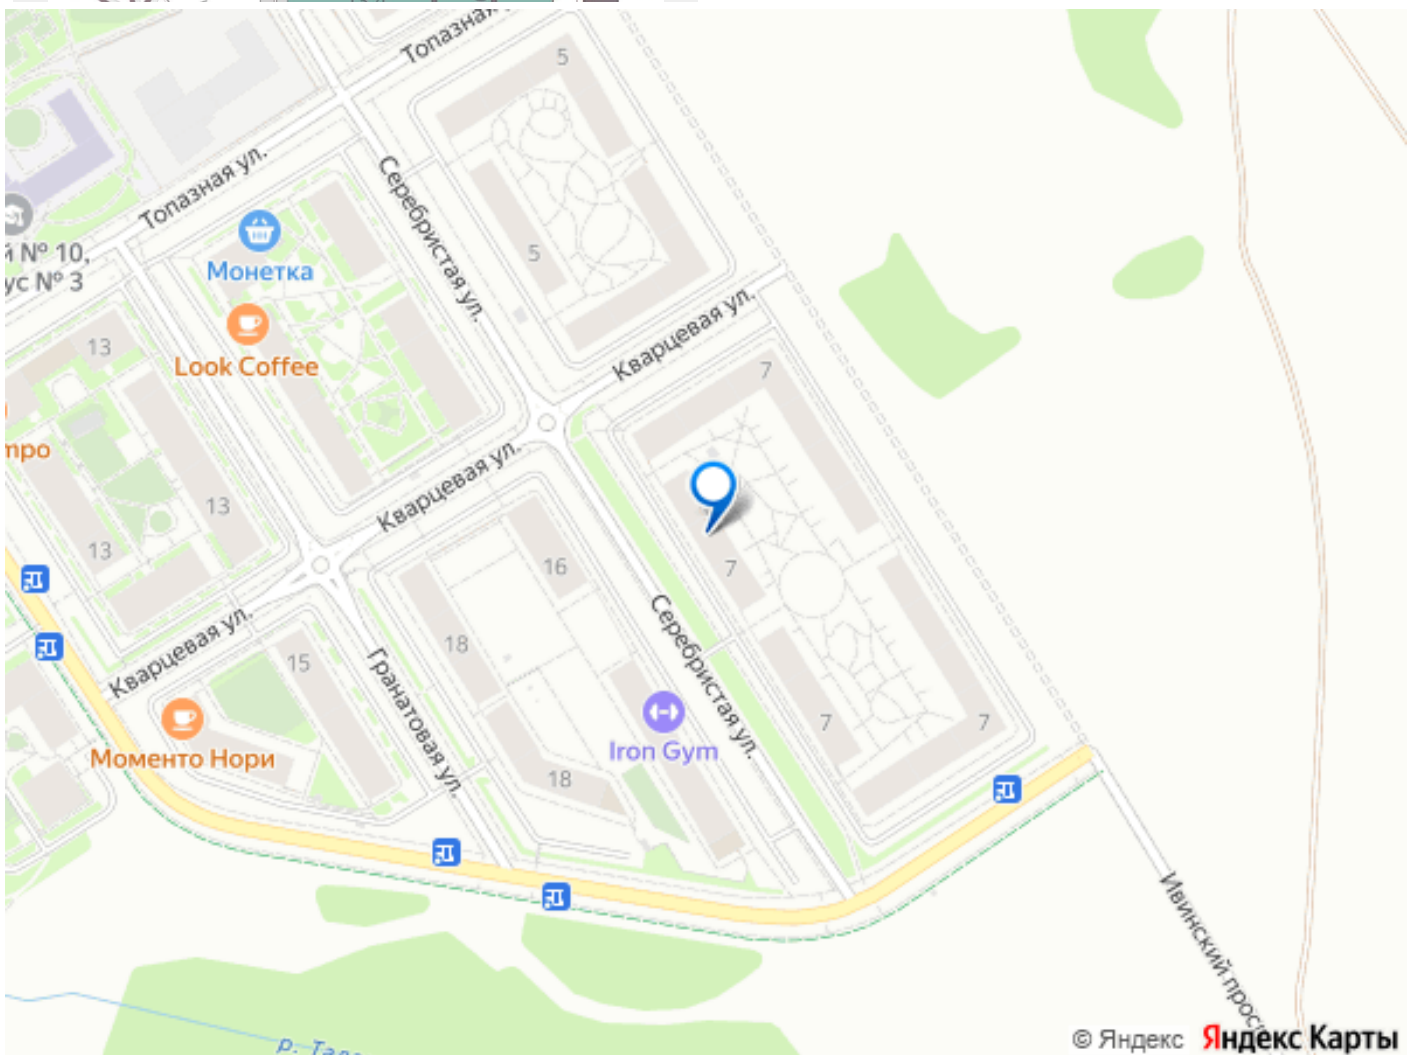 Топазная
5
Топазная ул.
Серебристая ул.
й № 10,
ус № 3
Монетка
5
Look Coffee
Кварцевая ул.
13
7
мпо
Кварцевая ул.
13
13
16
7
Серебристая ул.
Кварцевая ул.
15
18
Гранатовая ул.
Моменто Нори
Iron Gym
18
7
7
Ивинский прос
р. Тал
© Яндекс Яндекс Карты